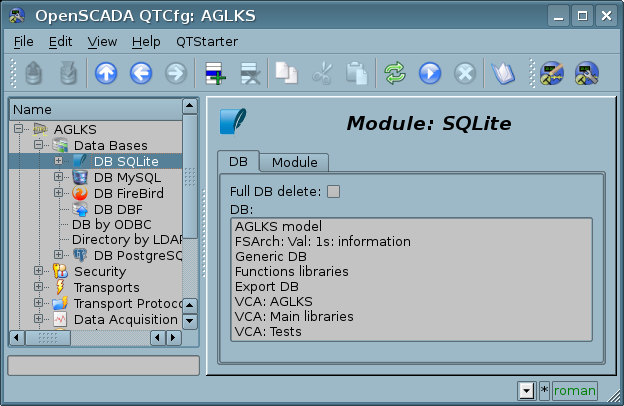 OpenSCADA QTCfg: AGLKS
File Edit View Help QTStarter
Name
AGLKS
Data Bases
DB SQLite
DB MySQL
DB FireBird
DB DBF
DB by ODBC
Directory by LDAP
DB PostgreSQ
Security
Transports
Transport Protoco
Data Acquisition
Module: SQLite
DB Module
Full DB delete:
DB:
AGLKS model
FSArch: Val: 1s: information
Generic DB
Functions libraries
Export DB
VCA: AGLKS
VCA: Main libraries
VCA: Tests
* roman